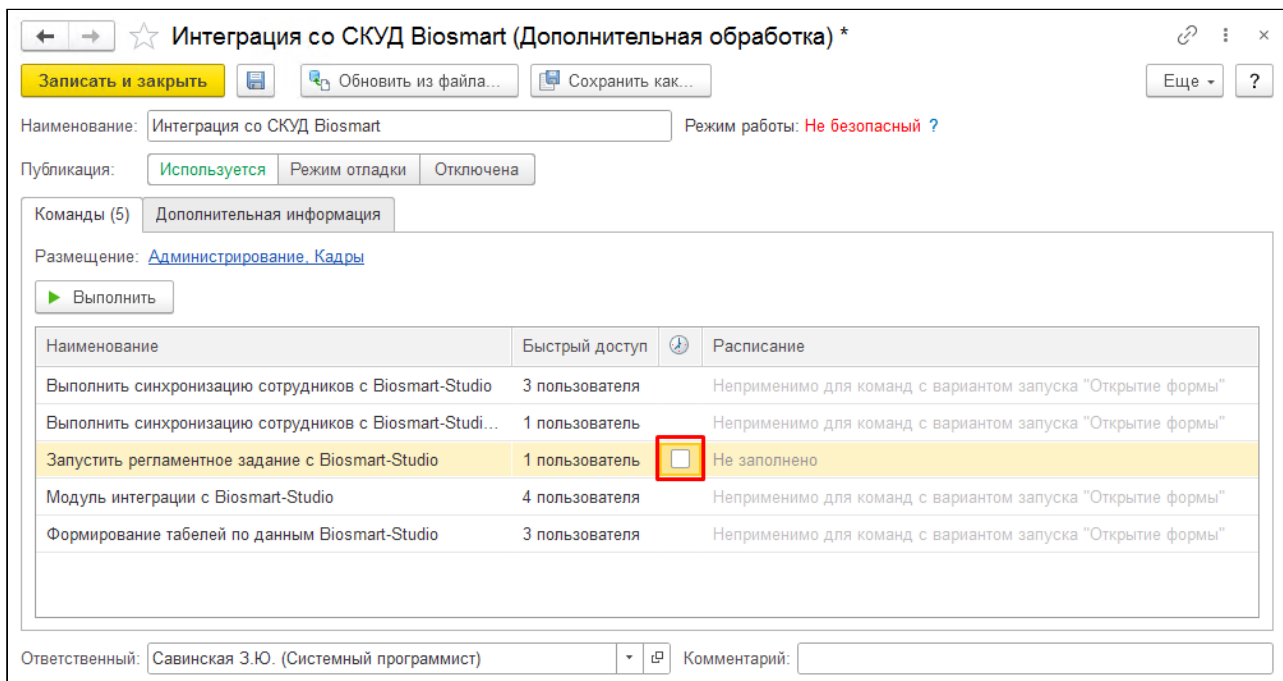 Интеграция со СКУД Biosmart (Дополнительная обработка) *
Записать и закрыть Обновить из файла... Сохранить как... Еще ?
Наименование: Интеграция со СКУД Biosmart Режим работы: Не безопасный ?
Публикация: Используется Режим отладки Отключена
Команды (5) Дополнительная информация
Размещение: Администрирование, Кадры
Выполнить
Наименование Быстрый доступ Расписание
Выполнить синхронизацию сотрудников с Biosmart-Studio 3 пользователя Неприменимо для команд с вариантом запуска "Открытие формы"
Выполнить синхронизацию сотрудников с Biosmart-Studi... 1 пользователь Неприменимо для команд с вариантом запуска "Открытие формы"
Запустить регламентное задание с Biosmart-Studio 1 пользователь Не заполнено
Модуль интеграции с Biosmart-Studio 4 пользователя Неприменимо для команд с вариантом запуска "Открытие формы"
Формирование табелей по данным Biosmart-Studio 3 пользователя Неприменимо для команд с вариантом запуска "Открытие формы"
Ответственный: Савинская З.Ю. (Системный программист) Комментарий: